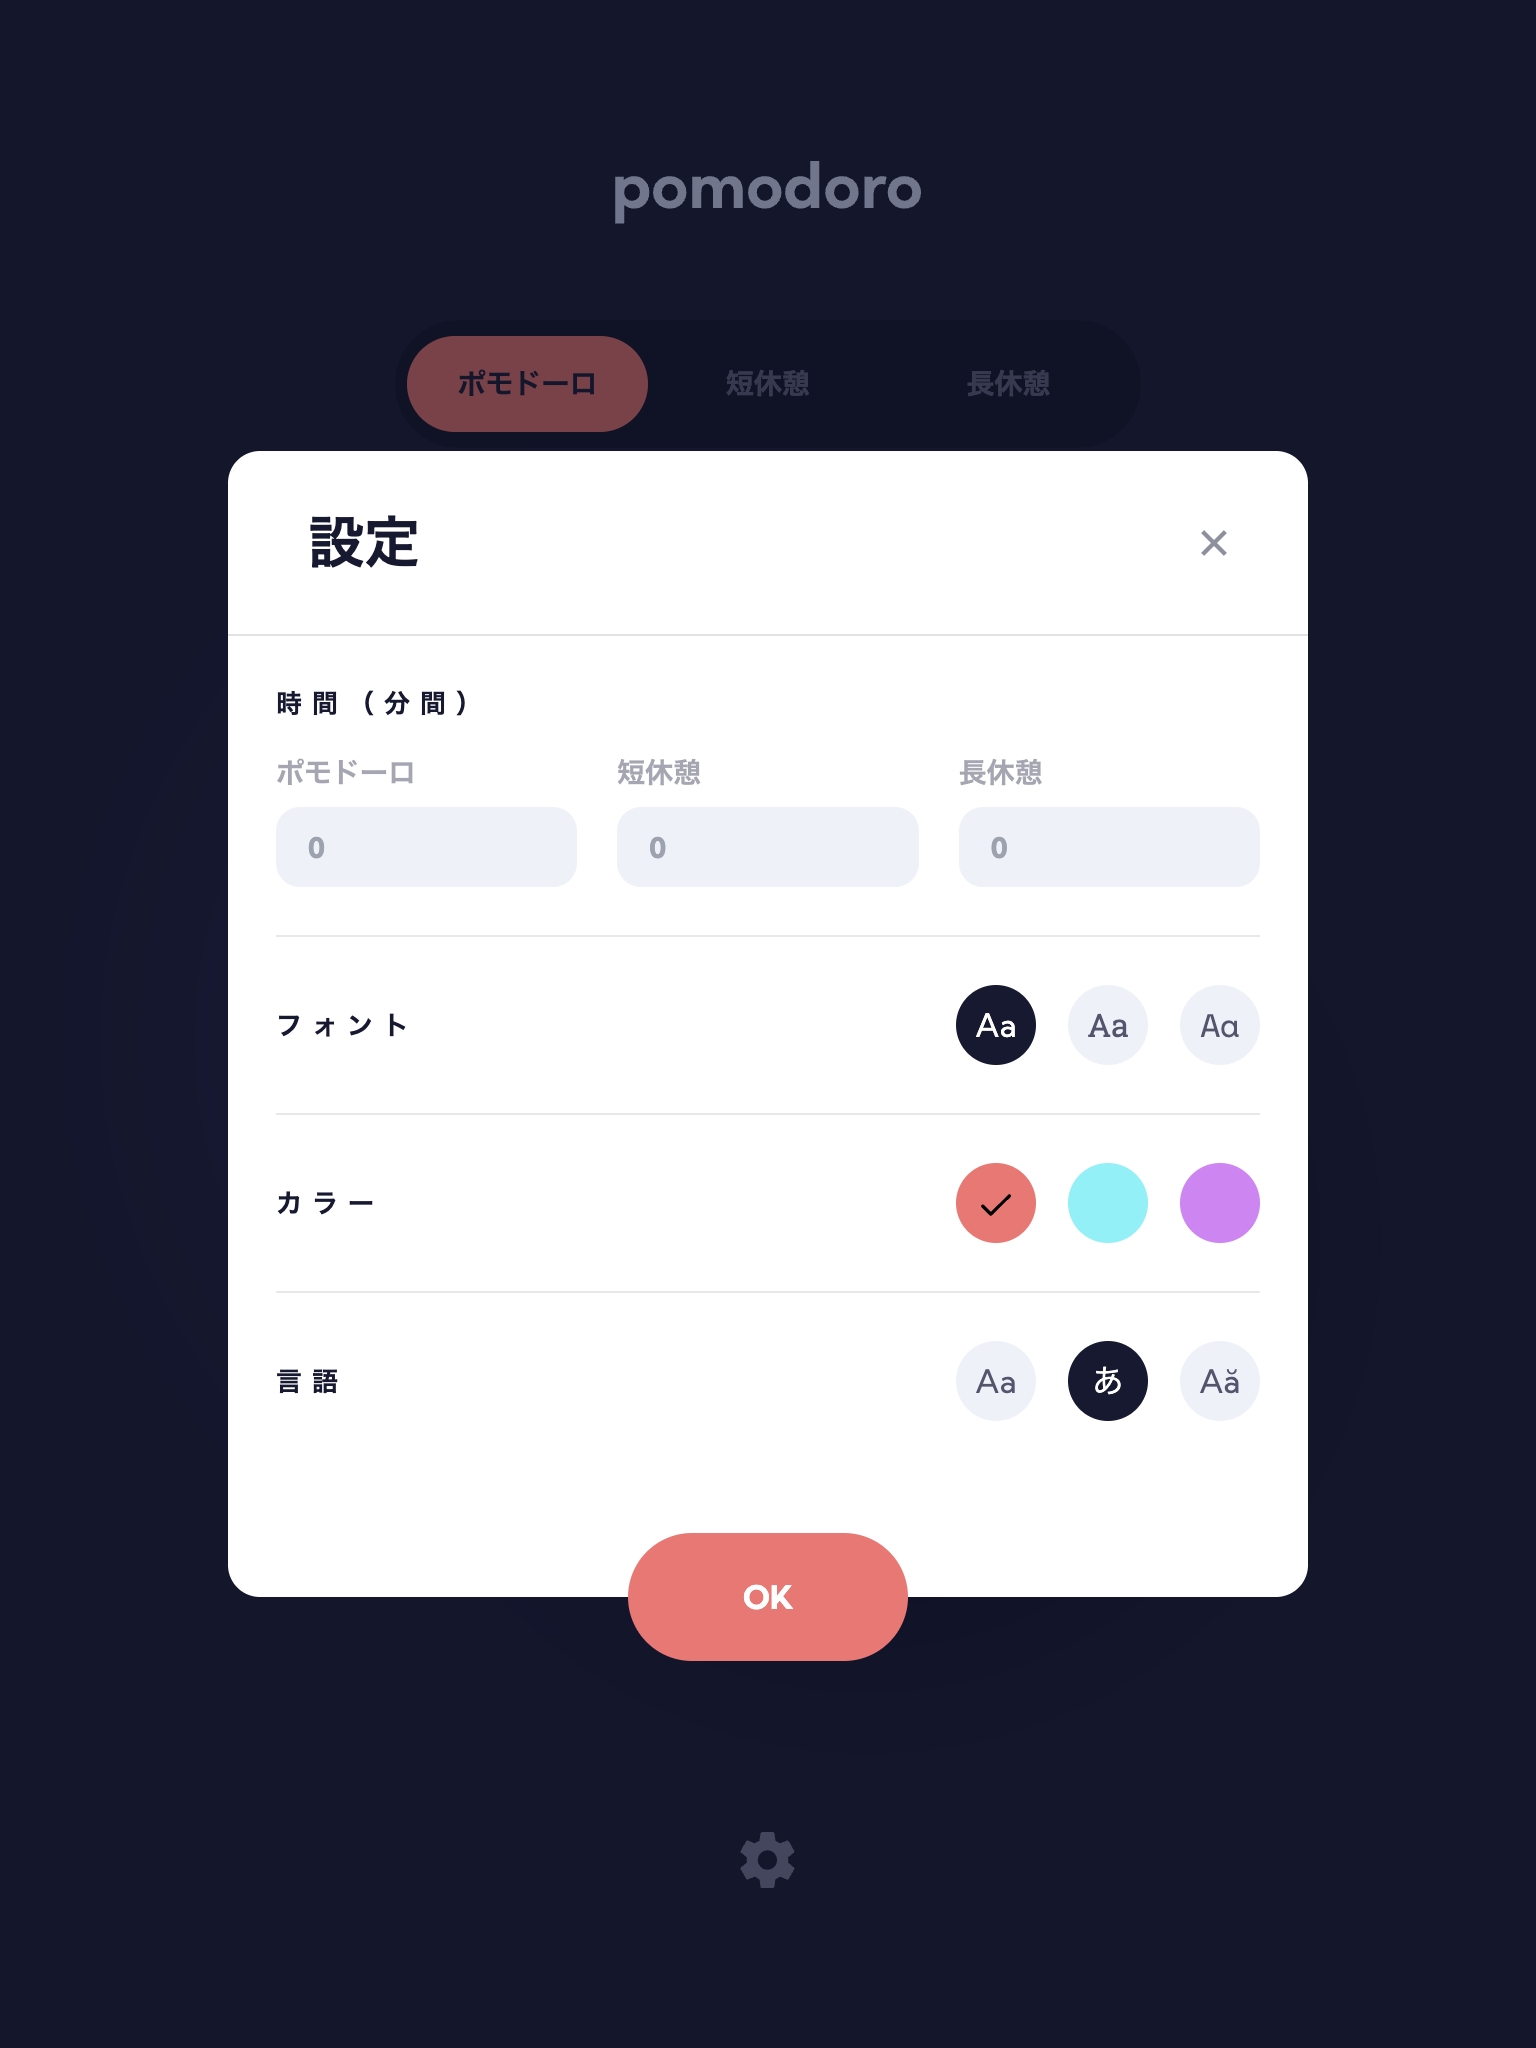 pomodoro
ポモドーロ 短休憩 長休憩
設定
時間（分間）
ポモドーロ 短休憩 長休憩
0 0 0
フォント Aa Aa Aa
カラー
言語 Aa あ Aă
OK